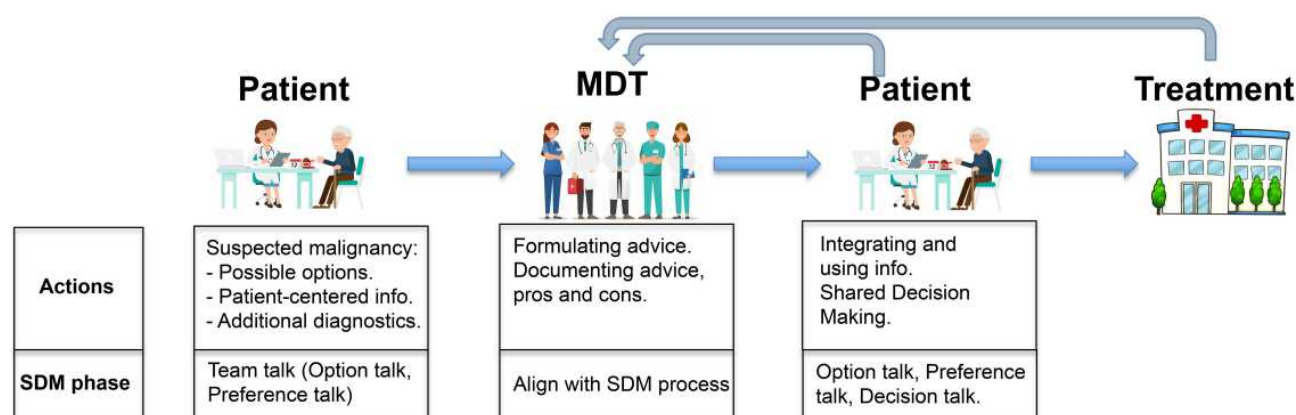 Patient
MDT
Patient
Treatment
Actions
Suspected malignancy:
- Possible options.
- Patient-centered info.
- Additional diagnostics.
Formulating advice.
Documenting advice,
pros and cons.
Integrating and
using info.
Shared Decision
Making.
SDM phase
Team talk (Option talk,
Preference talk)
Align with SDM process
Option talk, Preference
talk, Decision talk.